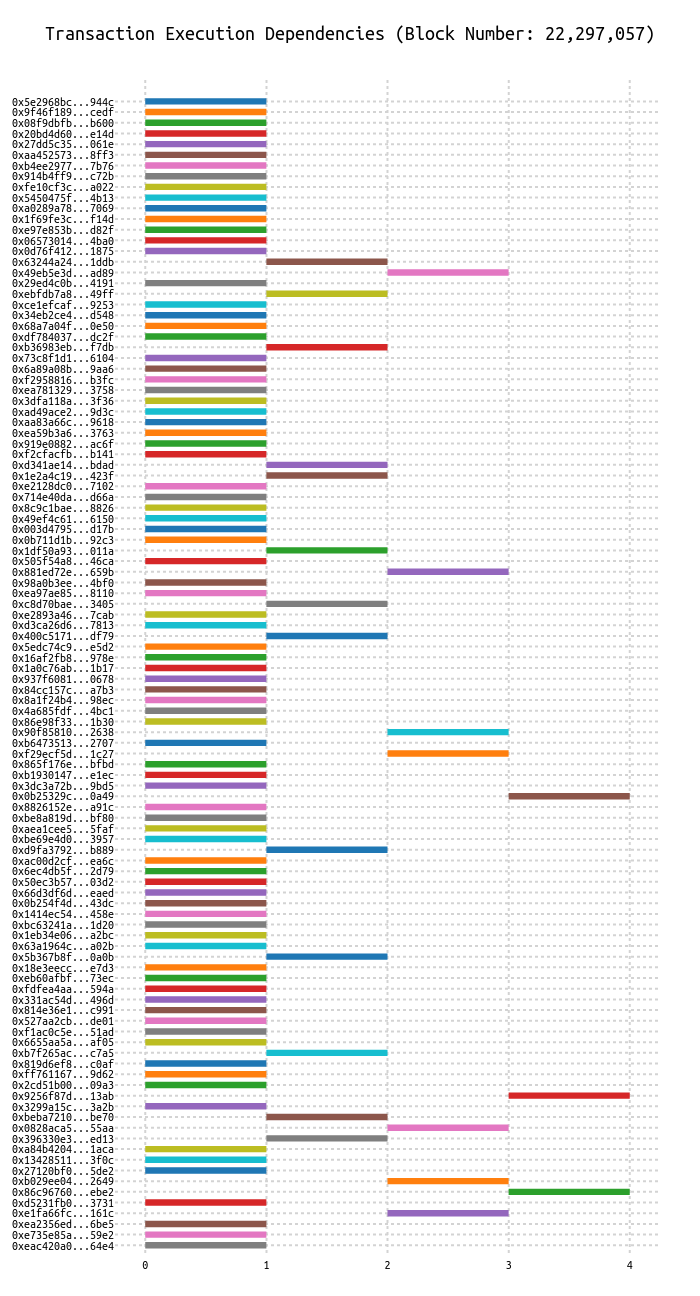 Transaction Execution Dependencies (Block Number: 22,297,057)
0x5e2968bc...944c
0x9f46f189...cedf
0x08f9dbfb...b600
0x20bd4d60...e14d
0x27dd5c35...061e
0xaa452573...8ff3
0xb4ee2977...7b76
0x914b4ff9...c72b
0xfe10cf3c...a022
0x5450475f...4b13
0xa0289a78...7069
0x1f69fe3c...f14d
0xe97e853b...d82f
0x06573014...4ba0
0x0d76f412...1875
0x63244a24...1ddb
0x49eb5e3d...ad89
0x29ed4c0b...4191
0xebfdb7a8...49ff
0xce1efcaf...9253
0x34eb2ce4...d548
0x68a7a04f...0e50
0xdf784037...dc2f
0xb36983eb...f7db
0x73c8f1d1...6104
0x6a89a08b...9aa6
0xf2958816...b3fc
0xea781329...3758
0x3dfa118a...3f36
0xad49ace2...9d3c
0xaa83a66c...9618
0xea59b3a6...3763
0x919e0882...ac6f
0xf2cfacfb...b141
0xd341ae14...bdad
0x1e2a4c19...423f
0xe2128dc0...7102
0x714e40da...d66a
0x8c9c1bae...8826
0x49ef4c61...6150
0x003d4795...d17b
0x0b711d1b...92c3
0x1df50a93...011a
0x505f54a8...46ca
0x881ed72e...659b
0x98a0b3ee...4bf0
0xea97ae85...8110
0xc8d70bae...3405
0xe2893a46...7cab
0xd3ca26d6...7813
0x400c5171...df79
0x5edc74c9...e5d2
0x16af2fb8...978e
0x1a0c76ab...1b17
0x937f6081...0678
0x84cc157c...a7b3
0x8a1f24b4...98ec
0x4a685fdf...4bc1
0x86e98f33...1b30
0x90f85810...2638
0xb6473513...2707
0xf29ecf5d...1c27
0x865f176e...bfbd
0xb1930147...e1ec
0x3dc3a72b...9bd5
0x0b25329c...0a49
0x8826152e...a91c
0xbe8a819d...bf80
0xaea1cee5...5faf
0xbe69e4d0...3957
0xd9fa3792...b889
0xac00d2cf...ea6c
0x6ec4db5f...2d79
0x50ec3b57...03d2
0x66d3df6d...eaed
0x0b254f4d...43dc
0x1414ec54...458e
0xbc63241a...1d20
0x1eb34e06...a2bc
0x63a1964c...a02b
0x5b367b8f...0a0b
0x18e3eecc...e7d3
0xeb60afbf...73ec
0xfdfea4aa...594a
0x331ac54d...496d
0x814e36e1...c991
0x527aa2cb...de01
0xf1ac0c5e...51ad
0x6655aa5a...af05
0xb7f265ac...c7a5
0x819d6ef8...c0af
0xff761167...9d62
0x2cd51b00...09a3
0x9256f87d...13ab
0x3299a15c...3a2b
0xbeba7210...be70
0x0828aca5...55aa
0x396330e3...ed13
0xa84b4204...1aca
0x13428511...3f0c
0x27120bf0...5de2
0xb029ee04...2649
0x86c96760...ebe2
0xd5231fb0...3731
0xe1fa66fc...161c
0xea2356ed...6be5
0xe735e85a...59e2
0xeac420a0...64e4
0 1 2 3 4